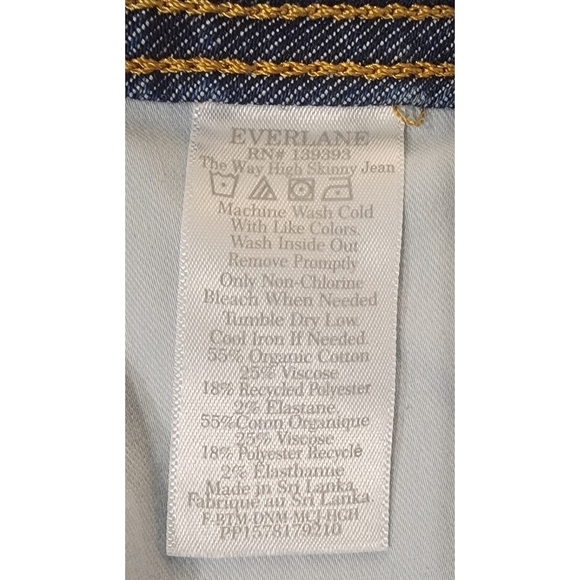 EVERLANE
RN# 139393
The Way High Skinny Jean
Machine Wash Cold
With Like Colors.
Wash Inside Out
Remove Promptly
Only Non-Chlorine
Bleach When Needed
Tumble Dry Low.
Cool Iron If Needed.
55% Organic Cotton
25% Viscose
18% Recycled Polyester
2% Elastane
55%Coton Organique
25% Viscose
18% Polyester Recyclé
2% Elasthanne
Made in Sri Lanka
Fabriqué au Sri Lanka
F-BTM-DNM-MCJ-HGH
PP1578179210